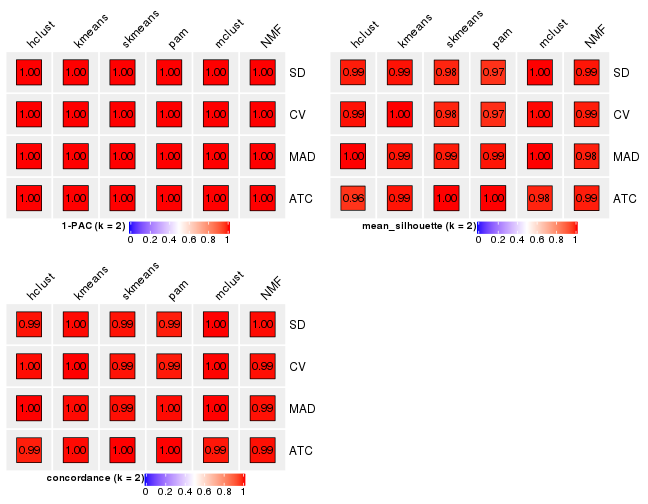 hclust kmeans skmeans pam mclust NMF
1.00 1.00 1.00 1.00 1.00 1.00 SD
1.00 1.00 1.00 1.00 1.00 1.00 CV
1.00 1.00 1.00 1.00 1.00 1.00 MAD
1.00 1.00 1.00 1.00 1.00 1.00 ATC
1-PAC (k = 2)
0 0.2 0.4 0.6 0.8 1
hclust kmeans skmeans pam mclust NMF
0.99 0.99 0.98 0.97 1.00 0.99 SD
0.99 1.00 0.98 0.97 1.00 0.99 CV
1.00 0.99 0.99 0.99 1.00 0.98 MAD
0.96 0.99 1.00 1.00 0.98 0.99 ATC
mean_silhouette (k = 2)
0 0.2 0.4 0.6 0.8 1
hclust kmeans skmeans pam mclust NMF
0.99 1.00 0.99 0.99 1.00 1.00 SD
1.00 1.00 0.99 0.99 1.00 0.99 CV
1.00 1.00 0.99 1.00 1.00 0.99 MAD
0.99 1.00 1.00 1.00 0.99 0.99 ATC
concordance (k = 2)
0 0.2 0.4 0.6 0.8 1